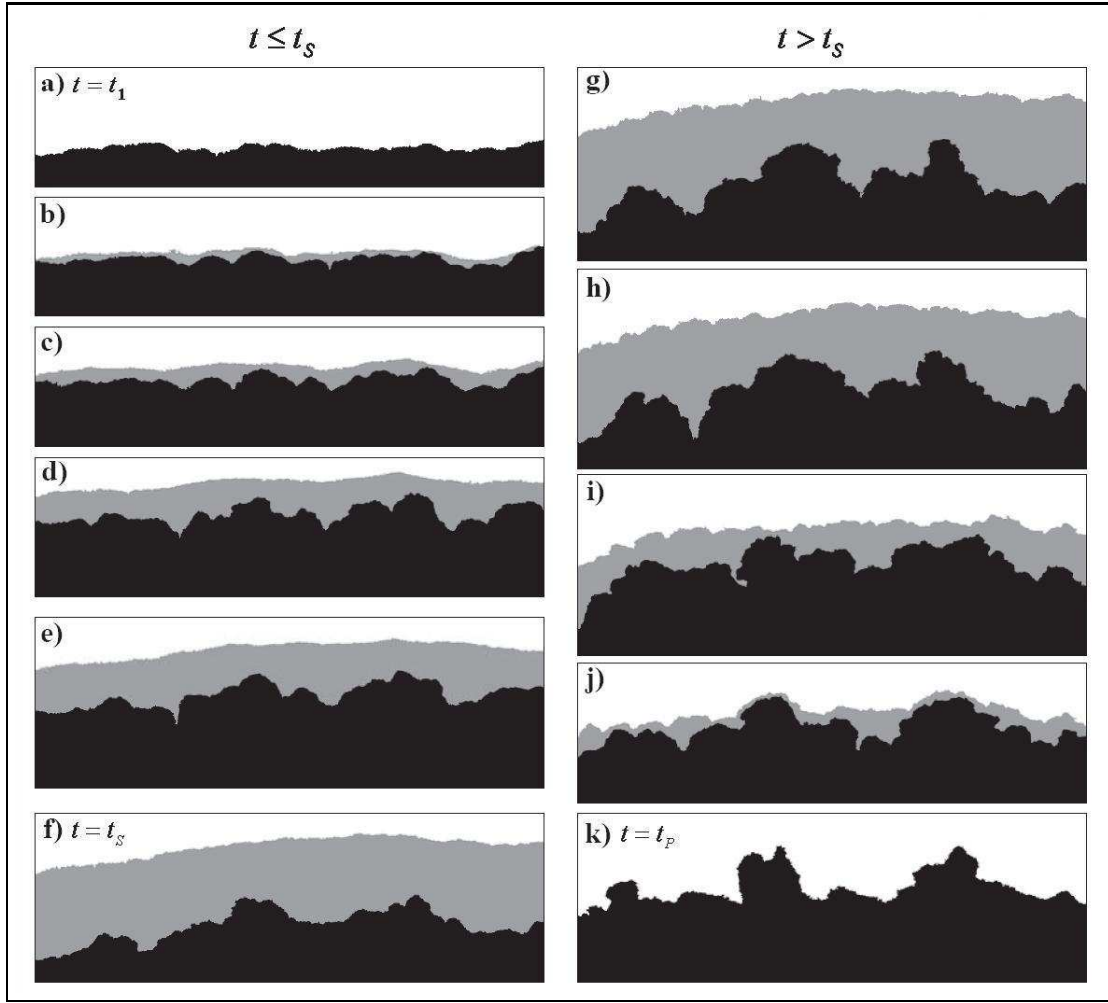 t ≤ t_S
a) t = t_1
b)
c)
d)
e)
f) t = t_S
t > t_S
g)
h)
i)
j)
k) t = t_P